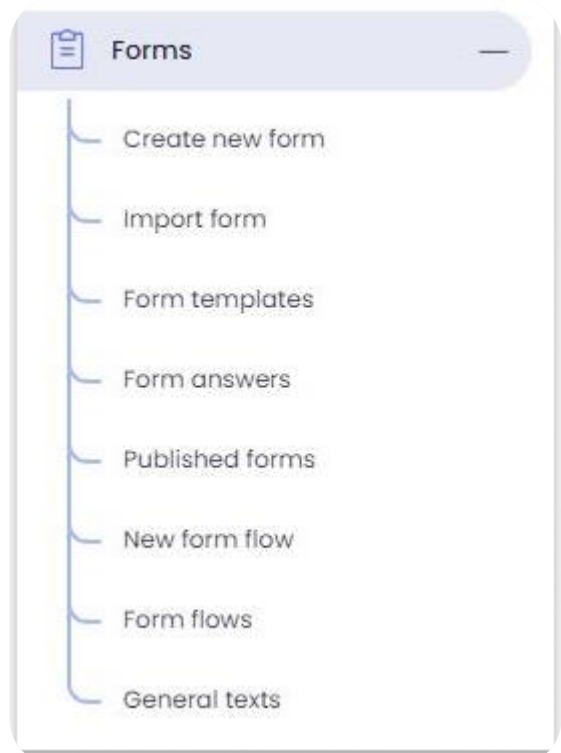 Forms
Create new form
Import form
Form templates
Form answers
Published forms
New form flow
Form flows
General texts